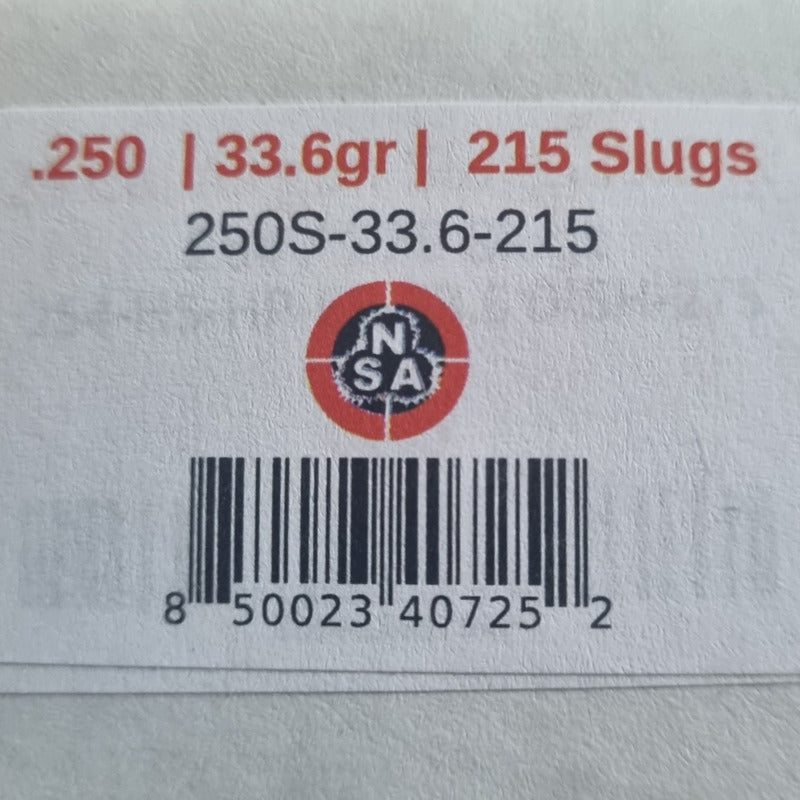 .250 | 33.6gr | 215 Slugs
250S-33.6-215
N
SA
8 50023 40725 2